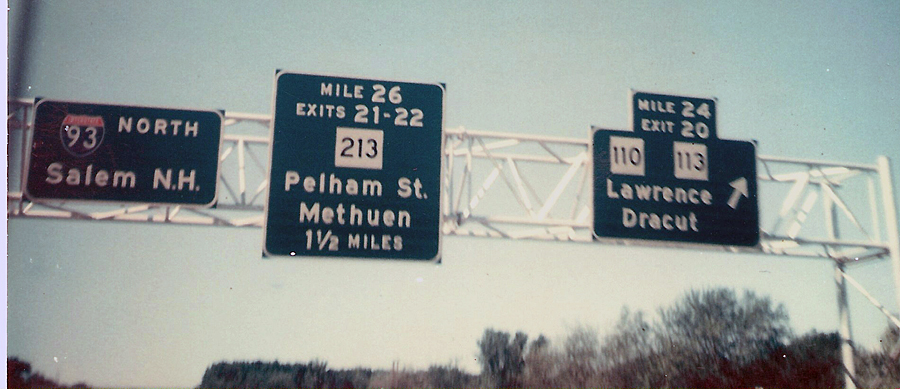 93 NORTH
Salem N.H.
MILE 26
EXITS 21-22
213
Pelham St.
Methuen
1½ MILES
MILE 24
EXIT 20
110 113
Lawrence
Dracut